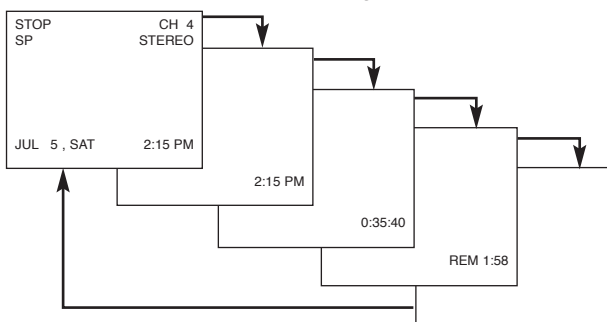 STOP CH 4
SP STEREO
JUL 5 , SAT 2:15 PM
2:15 PM
0:35:40
REM 1:58